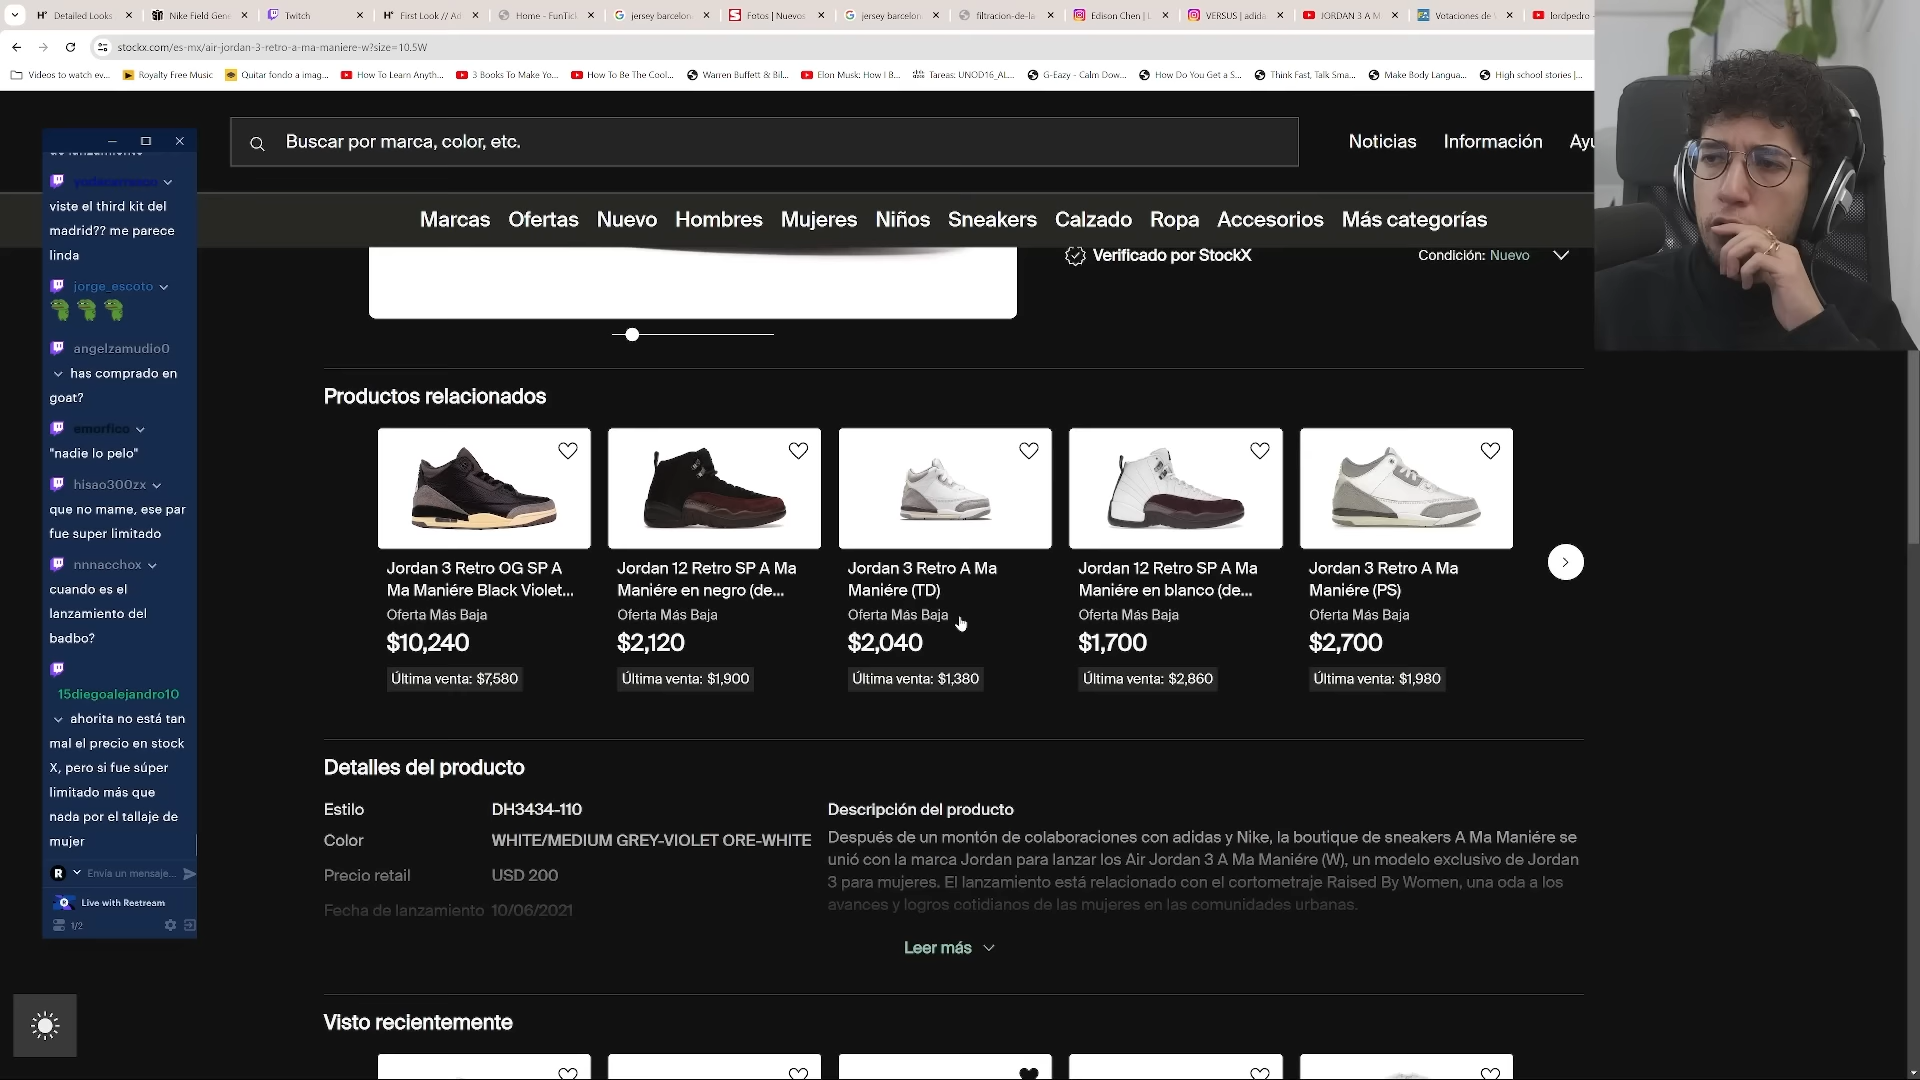 Detailed Looks
Nike Field Gene
Twitch
First Look // Ad
Home - FunTick
jersey barcelon
Fotos | Nuevos
jersey barcelon
filtracion-de-la
Edison Chen | L
VERSUS | adida
JORDAN 3 A M
Votaciones de
lordpedro
stockx.com/es-mx/air-jordan-3-retro-a-ma-maniere-w?size=10.5W
Videos to watch ev...
Royalty Free Music
Quitar fondo a imag...
How To Learn Anyth...
3 Books To Make Yo...
How To Be The Cool...
Warren Buffett & Bil...
Elon Musk: How I B...
Tareas: UNOD16_AL...
G-Eazy - Calm Dow...
How Do You Get a S...
Think Fast, Talk Sma...
Make Body Langua...
High school stories |...
Buscar por marca, color, etc.
Noticias
Información
Ayu
Marcas
Ofertas
Nuevo
Hombres
Mujeres
Niños
Sneakers
Calzado
Ropa
Accesorios
Más categorías
Verificado por StockX
Condición: Nuevo
de lanzamiento
viste el third kit del
madrid?? me parece
linda
jorge_escoto
angelzamudio0
has comprado en
goat?
emorfico
"nadie lo pelo"
hisao300zx
que no mame, ese par
fue super limitado
nnnacchox
cuando es el
lanzamiento del
badbo?
15diegoalejandro10
ahorita no está tan
mal el precio en stock
X, pero si fue súper
limitado más que
nada por el tallaje de
mujer
R
Envía un mensaje...
Live with Restream
1/2
Productos relacionados
Jordan 3 Retro OG SP A
Ma Maniére Black Violet...
Oferta Más Baja
$10,240
Última venta: $7,580
Jordan 12 Retro SP A Ma
Maniére en negro (de...
Oferta Más Baja
$2,120
Última venta: $1,900
Jordan 3 Retro A Ma
Maniére (TD)
Oferta Más Baja
$2,040
Última venta: $1,380
Jordan 12 Retro SP A Ma
Maniére en blanco (de...
Oferta Más Baja
$1,700
Última venta: $2,860
Jordan 3 Retro A Ma
Maniére (PS)
Oferta Más Baja
$2,700
Última venta: $1,980
Detalles del producto
Estilo
DH3434-110
Color
WHITE/MEDIUM GREY-VIOLET ORE-WHITE
Precio retail
USD 200
Fecha de lanzamiento
10/06/2021
Descripción del producto
Después de un montón de colaboraciones con adidas y Nike, la boutique de sneakers A Ma Maniére se
unió con la marca Jordan para lanzar los Air Jordan 3 A Ma Maniére (W), un modelo exclusivo de Jordan
3 para mujeres. El lanzamiento está relacionado con el cortometraje Raised By Women, una oda a los
avances y logros cotidianos de las mujeres en las comunidades urbanas.
Leer más
Visto recientemente